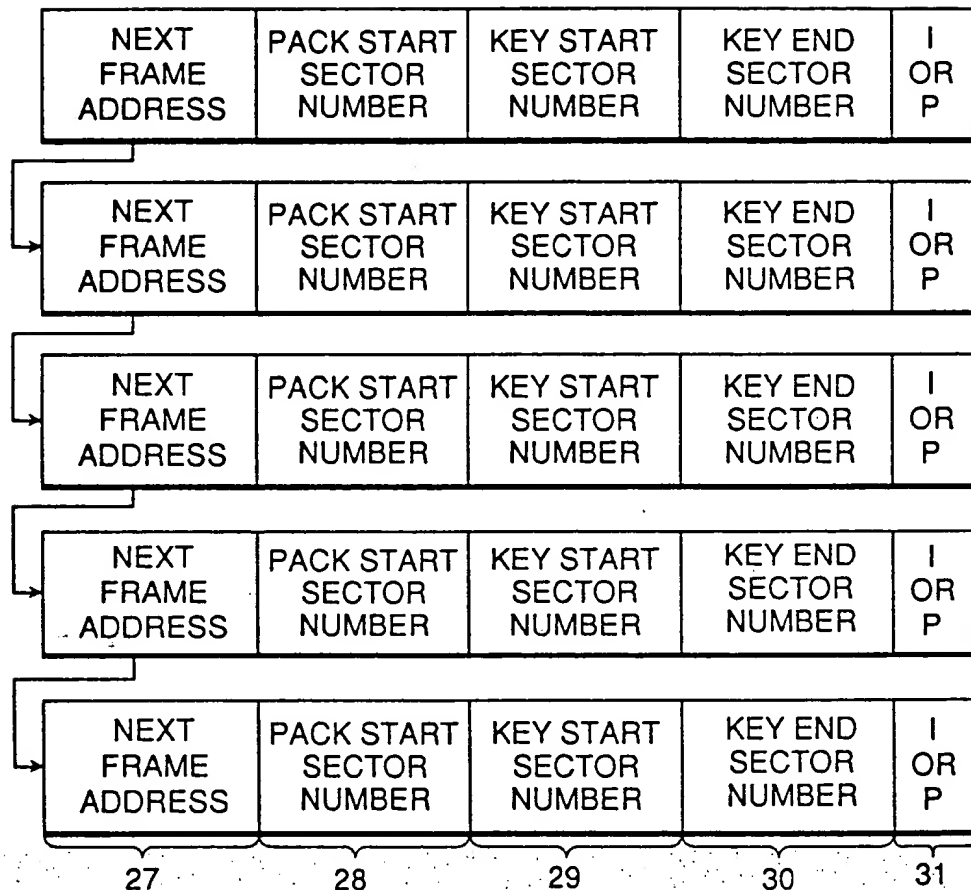 NEXT FRAME ADDRESS
PACK START SECTOR NUMBER
KEY START SECTOR NUMBER
KEY END SECTOR NUMBER
I OR P
NEXT FRAME ADDRESS
PACK START SECTOR NUMBER
KEY START SECTOR NUMBER
KEY END SECTOR NUMBER
I OR P
NEXT FRAME ADDRESS
PACK START SECTOR NUMBER
KEY START SECTOR NUMBER
KEY END SECTOR NUMBER
I OR P
NEXT FRAME ADDRESS
PACK START SECTOR NUMBER
KEY START SECTOR NUMBER
KEY END SECTOR NUMBER
I OR P
NEXT FRAME ADDRESS
PACK START SECTOR NUMBER
KEY START SECTOR NUMBER
KEY END SECTOR NUMBER
I OR P
27 28 29 30 31